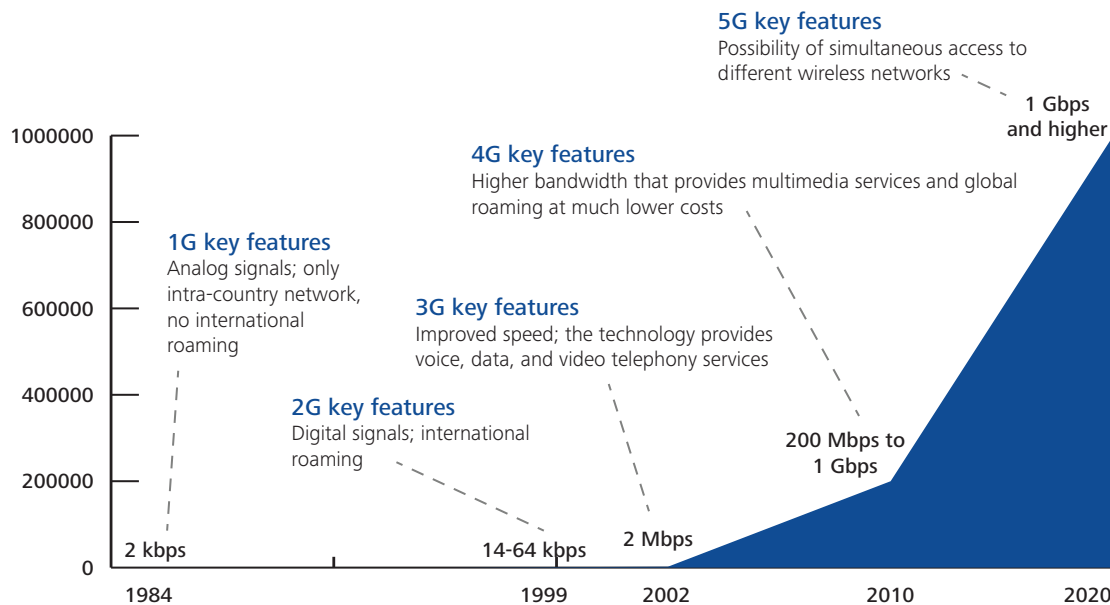 5G key features
Possibility of simultaneous access to
different wireless networks
1 Gbps
and higher
1000000
4G key features
Higher bandwidth that provides multimedia services and global
roaming at much lower costs
800000
1G key features
Analog signals; only
intra-country network,
no international
roaming
600000
3G key features
Improved speed; the technology provides
voice, data, and video telephony services
400000
2G key features
Digital signals; international
roaming
200 Mbps to
1 Gbps
200000
2 kbps
14-64 kbps
2 Mbps
0
1984
1999
2002
2010
2020